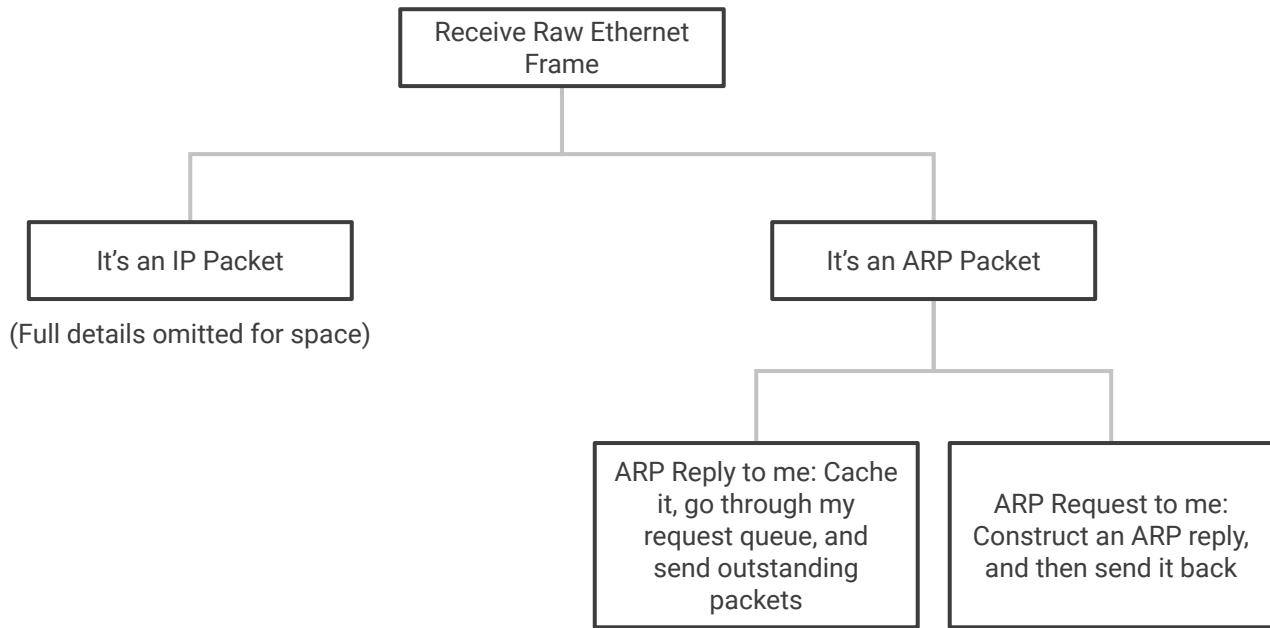 Receive Raw Ethernet
Frame
It’s an IP Packet
It’s an ARP Packet
(Full details omitted for space)
ARP Reply to me: Cache
it, go through my
request queue, and
send outstanding
packets
ARP Request to me:
Construct an ARP reply,
and then send it back